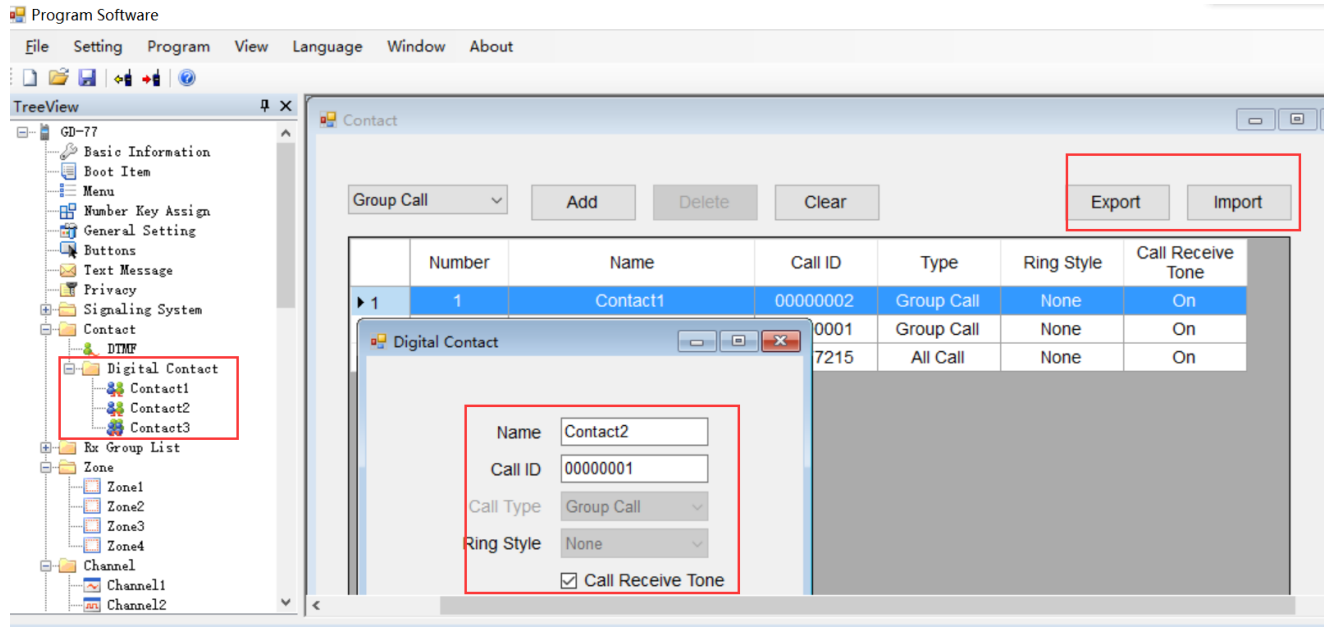 Program Software
File Setting Program View Language Window About
TreeView
GD-77
Basic Information
Boot Item
Menu
Number Key Assign
General Setting
Buttons
Text Message
Privacy
Signaling System
Contact
DTMF
Digital Contact
Contact1
Contact2
Contact3
Rx Group List
Zone
Zone1
Zone2
Zone3
Zone4
Channel
Channel1
Channel2
Contact
Group Call Add Delete Clear Export Import
Number Name Call ID Type Ring Style Call Receive Tone
1 1 Contact1 00000002 Group Call None On
0001 Group Call None On
7215 All Call None On
Digital Contact
Name Contact2
Call ID 00000001
Call Type Group Call
Ring Style None
Call Receive Tone